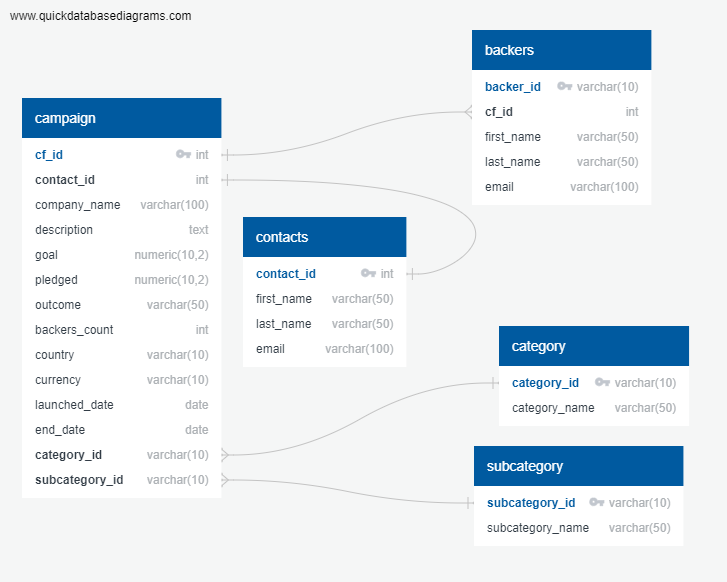 www.quickdatabasediagrams.com
campaign
cf_id int
contact_id int
company_name varchar(100)
description text
goal numeric(10,2)
pledged numeric(10,2)
outcome varchar(50)
backers_count int
country varchar(10)
currency varchar(10)
launched_date date
end_date date
category_id varchar(10)
subcategory_id varchar(10)
backers
backer_id varchar(10)
cf_id int
first_name varchar(50)
last_name varchar(50)
email varchar(100)
contacts
contact_id int
first_name varchar(50)
last_name varchar(50)
email varchar(100)
category
category_id varchar(10)
category_name varchar(50)
subcategory
subcategory_id varchar(10)
subcategory_name varchar(50)